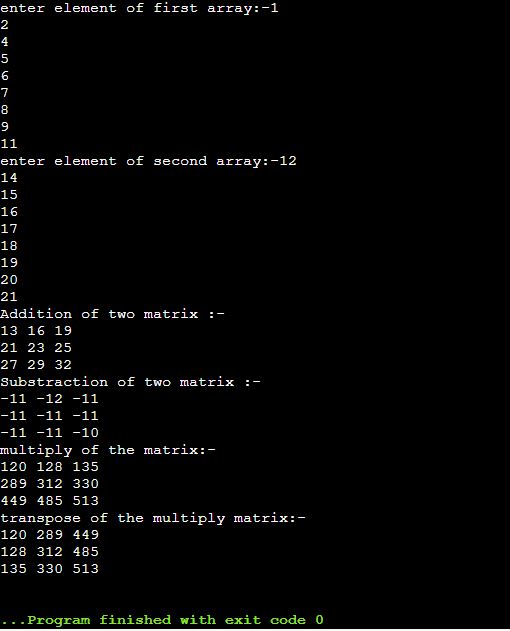 enter element of first array:-1
2
4
5
6
7
8
9
11
enter element of second array:-12
14
15
16
17
18
19
20
21
Addition of two matrix :-
13 16 19
21 23 25
27 29 32
Substraction of two matrix :-
-11 -12 -11
-11 -11 -11
-11 -11 -10
multiply of the matrix:-
120 128 135
289 312 330
449 485 513
transpose of the multiply matrix:-
120 289 449
128 312 485
135 330 513
...Program finished with exit code 0